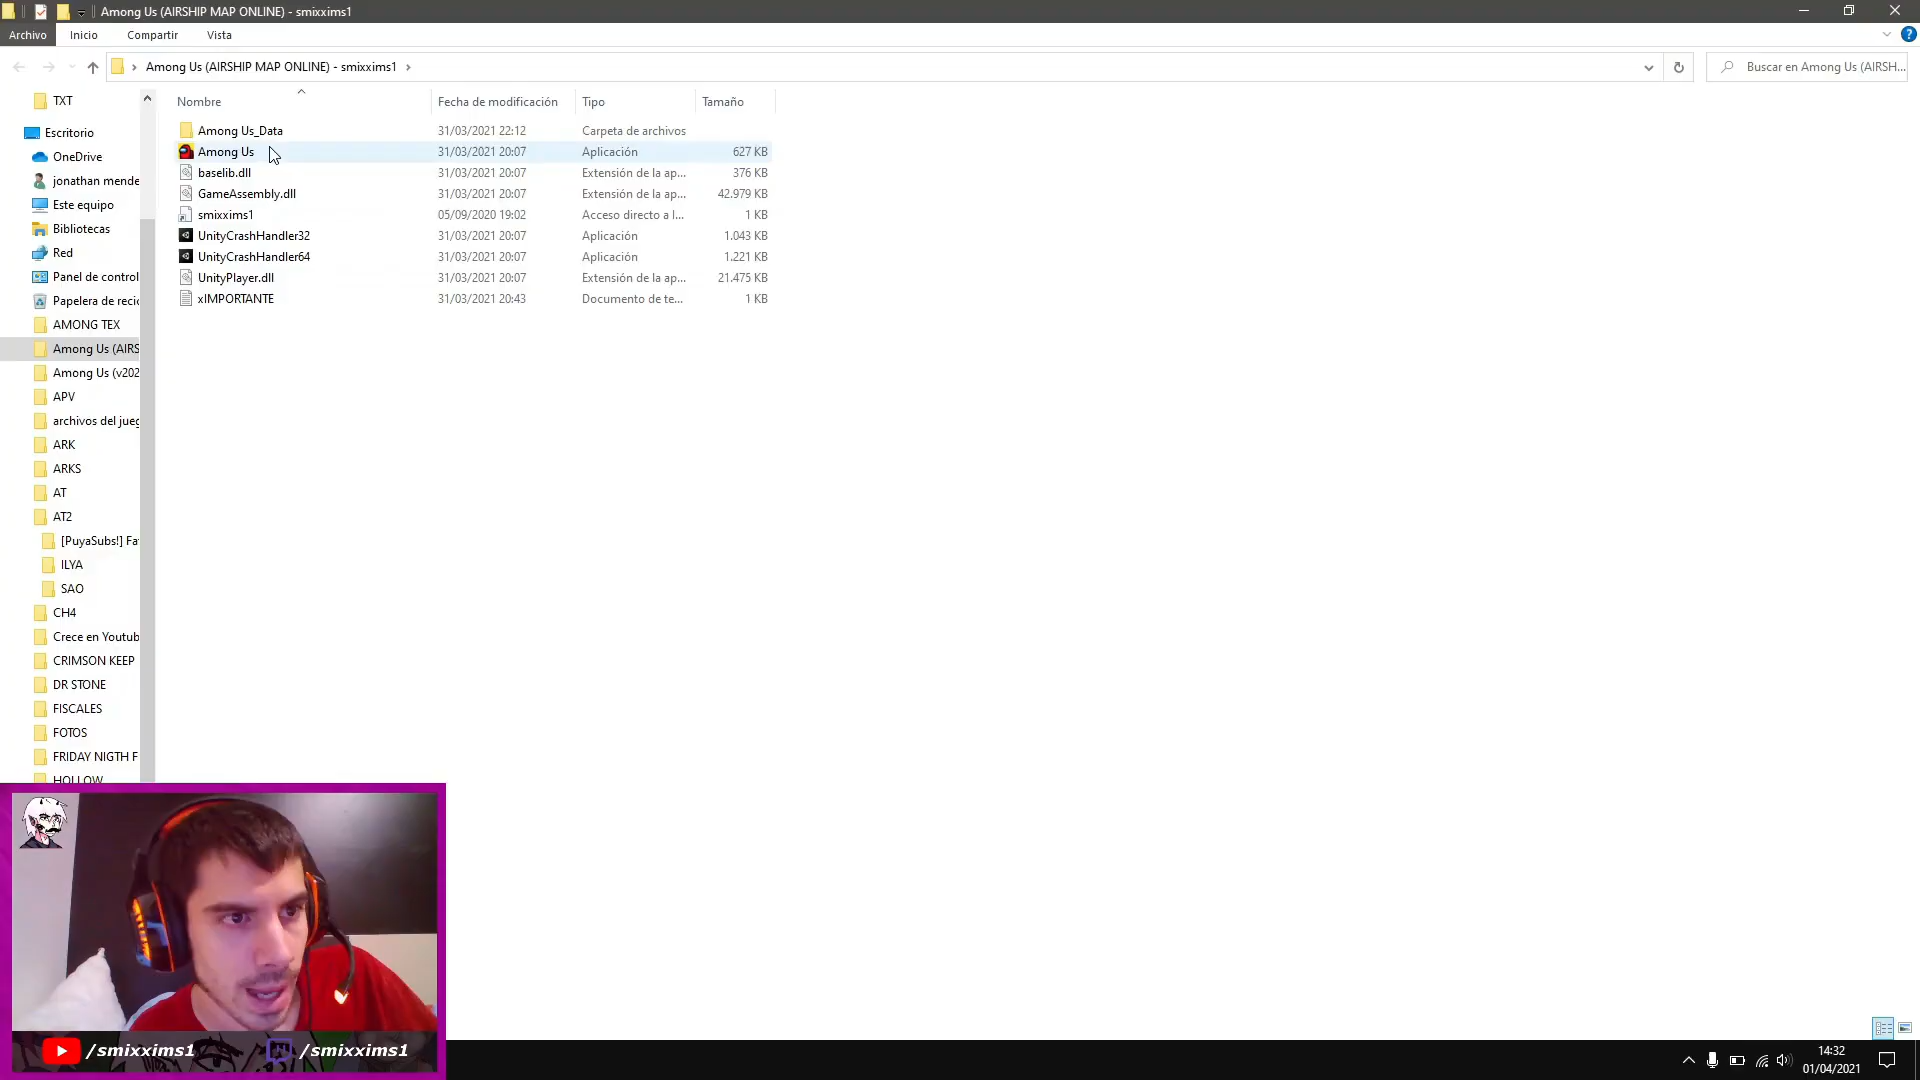 Among Us (AIRSHIP MAP ONLINE) - smixxims1
Archivo Inicio Compartir Vista
Among Us (AIRSHIP MAP ONLINE) - smixxims1
Buscar en Among Us (AIRSH...
Nombre Fecha de modificación Tipo Tamaño
Among Us_Data 31/03/2021 22:12 Carpeta de archivos
Among Us 31/03/2021 20:07 Aplicación 627 KB
baselib.dll 31/03/2021 20:07 Extensión de la ap... 376 KB
GameAssembly.dll 31/03/2021 20:07 Extensión de la ap... 42.979 KB
smixxims1 05/09/2020 19:02 Acceso directo a I... 1 KB
UnityCrashHandler32 31/03/2021 20:07 Aplicación 1.043 KB
UnityCrashHandler64 31/03/2021 20:07 Aplicación 1.221 KB
UnityPlayer.dll 31/03/2021 20:07 Extensión de la ap... 21.475 KB
xIMPORTANTE 31/03/2021 20:43 Documento de te... 1 KB
TXT
Escritorio
OneDrive
jonathan mende
Este equipo
Bibliotecas
Red
Panel de control
Papelera de recic
AMONG TEX
Among Us (AIRS
Among Us (v202
APV
archivos del jueg
ARK
ARKS
AT
AT2
[PuyaSubs!] Fa
ILYA
SAO
CH4
Crece en Youtub
CRIMSON KEEP
DR STONE
FISCALES
FOTOS
FRIDAY NIGTH F
HOLLOW
/smixxims1 /smixxims1
14:32
01/04/2021